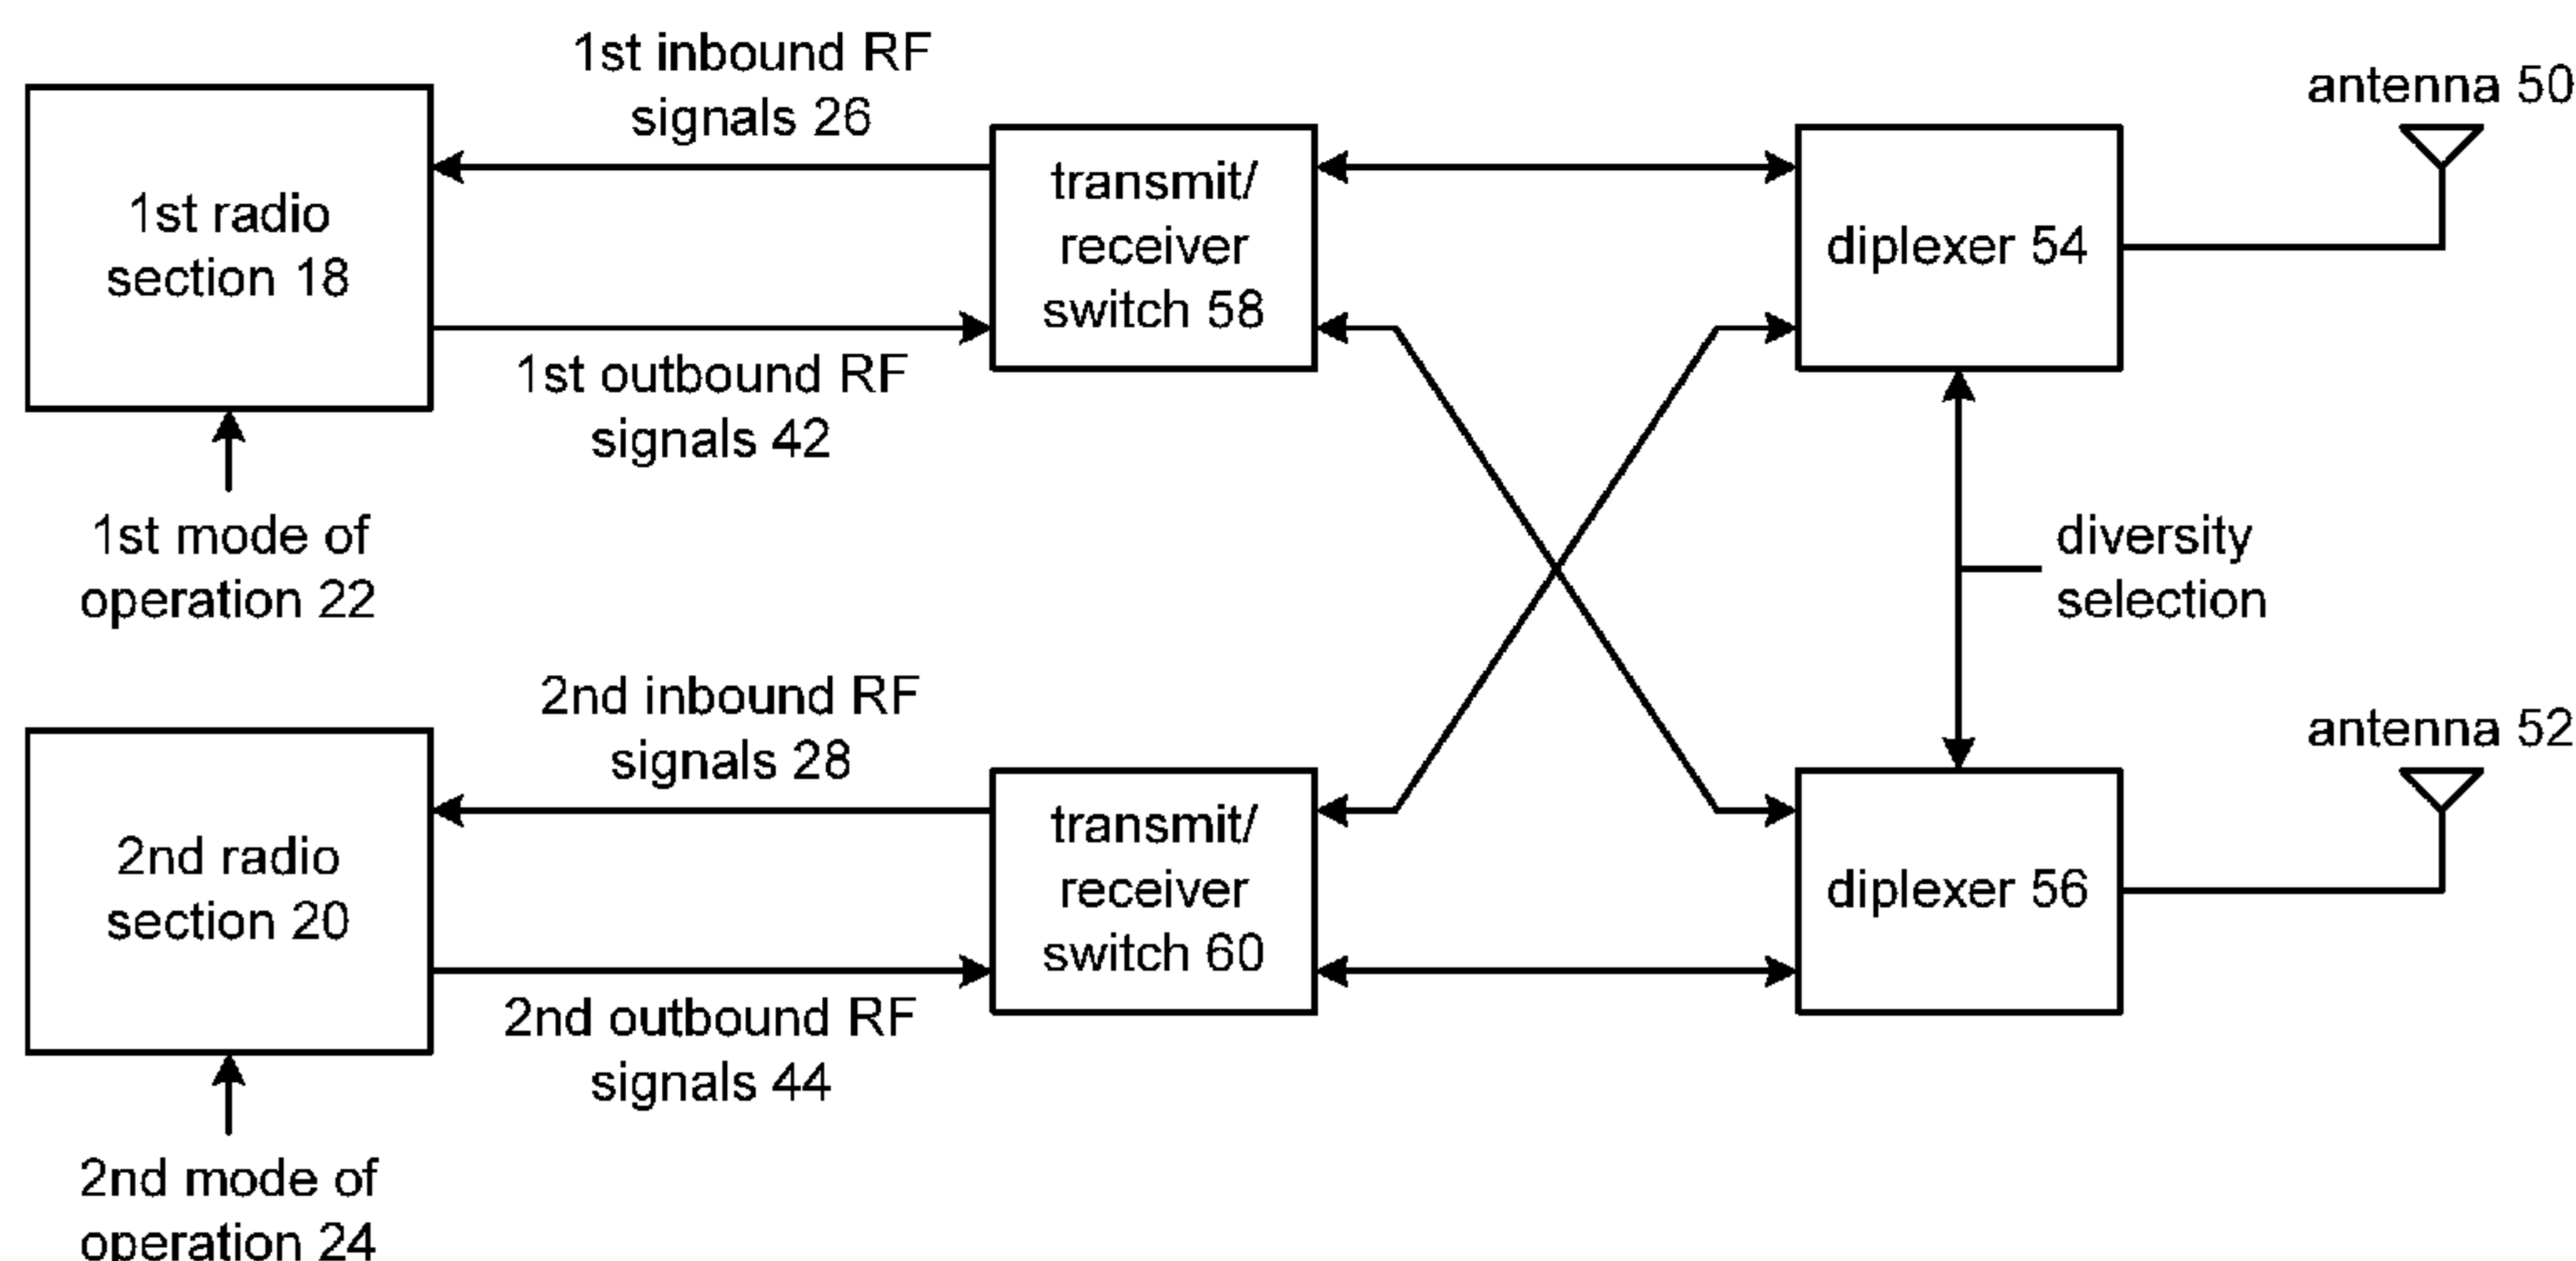 1st inbound RF
signals 26
antenna 50
1st radio
section 18
transmit/
receiver
switch 58
diplexer 54
1st outbound RF
signals 42
1st mode of
operation 22
diversity
selection
2nd inbound RF
signals 28
antenna 52
2nd radio
section 20
transmit/
receiver
switch 60
diplexer 56
2nd outbound RF
signals 44
2nd mode of
operation 24